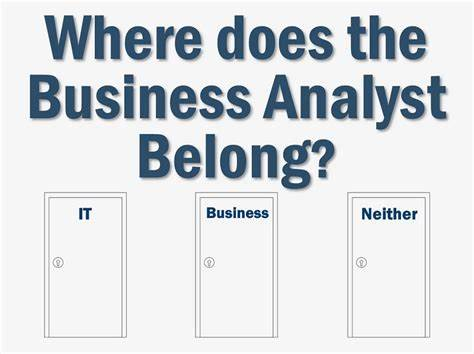 Where does the
Business Analyst
Belong?
IT
Business
Neither